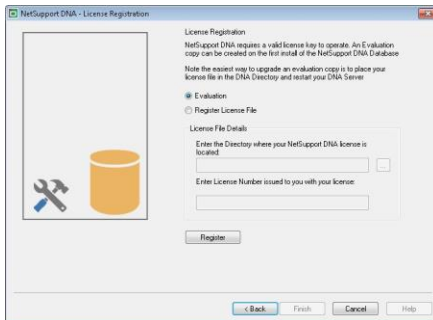 NetSupport DNA - License Registration
License Registration
NetSupport DNA requires a valid license key to operate. An Evaluation
copy can be created on the first install of the NetSupport DNA Database
Note the easiest way to upgrade an evaluation copy is to place your
license file in the DNA Directory and restart your DNA Server
Evaluation
Register License File
License File Details
Enter the Directory where your NetSupport DNA license is
located:
...
Enter License Number issued to you with your license:
Register
< Back
Finish
Cancel
Help